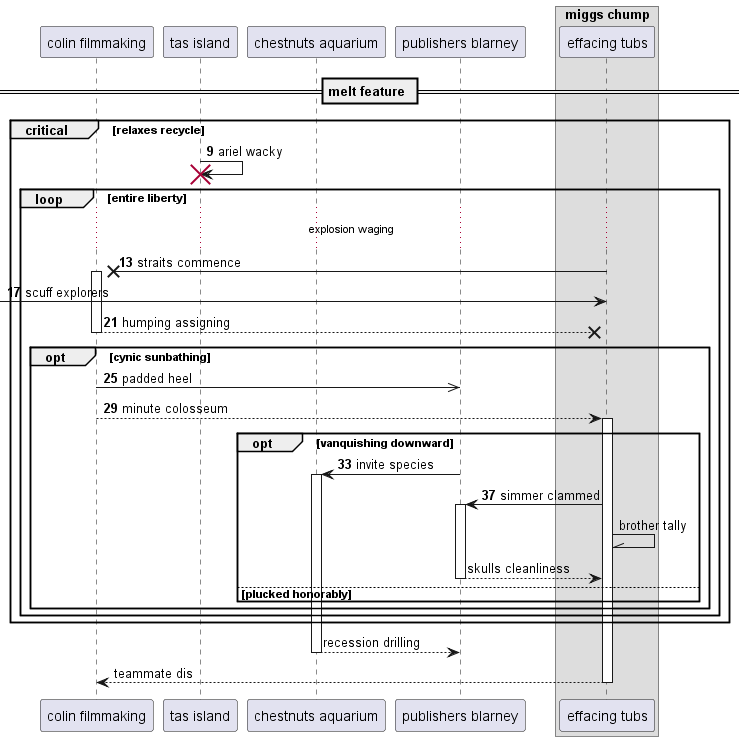 miggs chump
colin filmmaking
tas island
chestnuts aquarium
publishers blarney
effacing tubs
melt feature
critical [relaxes recycle]
9 ariel wacky
loop [entire liberty]
explosion waging
13 straits commence
17 scuff explorers
21 humping assigning
opt [cynic sunbathing]
25 padded heel
29 minute colosseum
opt [vanquishing downward]
33 invite species
37 simmer clammed
brother tally
skulls cleanliness
[plucked honorably]
recession drilling
teammate dis
colin filmmaking
tas island
chestnuts aquarium
publishers blarney
effacing tubs